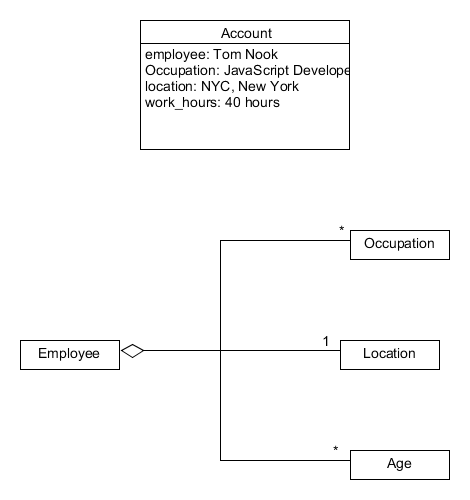 Account
employee: Tom Nook
Occupation: JavaScript Develope
location: NYC, New York
work_hours: 40 hours
*
Occupation
Employee
1
Location
*
Age